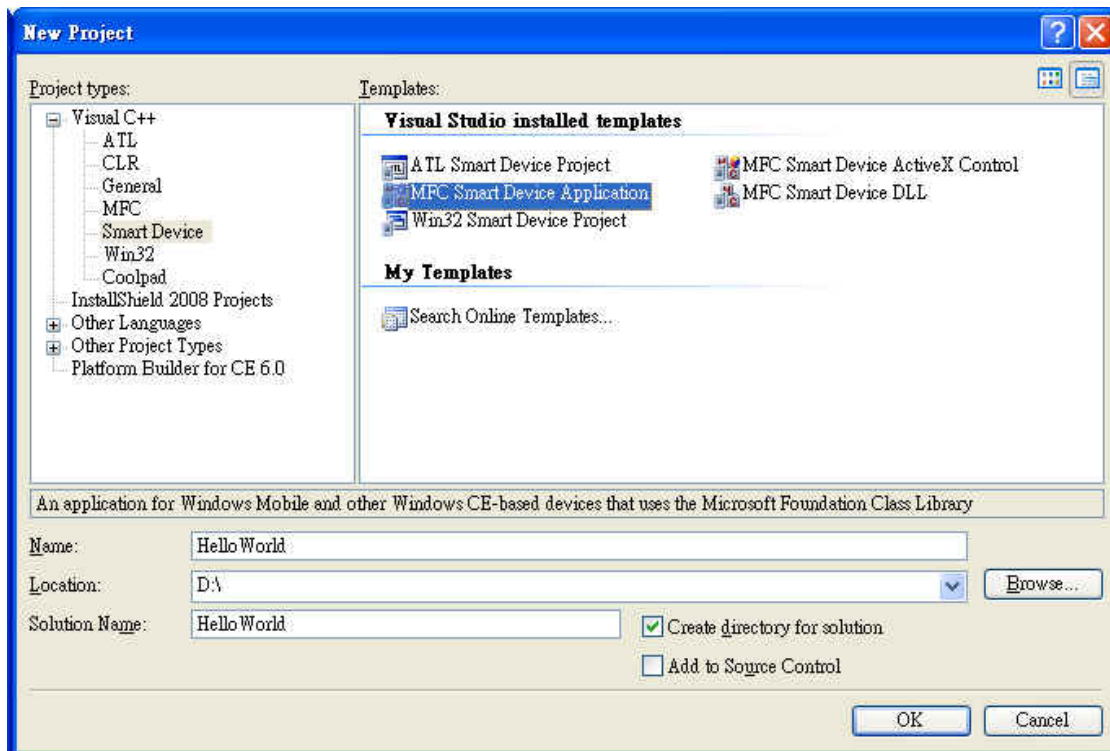 New Project
Project types:
Templates:
Visual C++
ATL
CLR
General
MFC
Smart Device
Win32
Coolpad
InstallShield 2008 Projects
Other Languages
Other Project Types
Platform Builder for CE 6.0
Visual Studio installed templates
ATL Smart Device Project
MFC Smart Device ActiveX Control
MFC Smart Device Application
MFC Smart Device DLL
Win32 Smart Device Project
My Templates
Search Online Templates...
An application for Windows Mobile and other Windows CE-based devices that uses the Microsoft Foundation Class Library
Name:
HelloWorld
Location:
D:\
Browse...
Solution Name:
HelloWorld
Create directory for solution
Add to Source Control
OK
Cancel